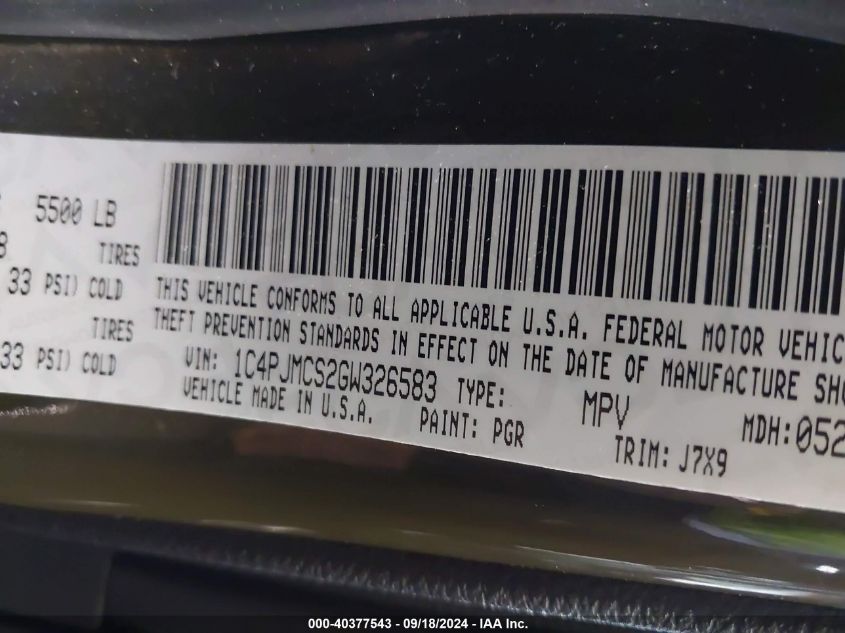 5500 LB
TIRES
33 PSI) COLD
TIRES
33 PSI) COLD
THIS VEHICLE CONFORMS TO ALL APPLICABLE U.S.A. FEDERAL MOTOR VEHIC
THEFT PREVENTION STANDARDS IN EFFECT ON THE DATE OF MANUFACTURE SHO
VIN: 1C4PJMCS2GW326583 TYPE: MPV MDH:052
VEHICLE MADE IN U.S.A. PAINT: PGR TRIM: J7X9
000-40377543 - 09/18/2024 - IAA Inc.